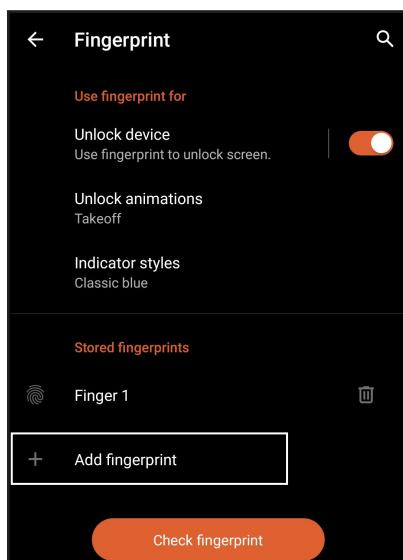 Fingerprint
Use fingerprint for
Unlock device
Use fingerprint to unlock screen.
Unlock animations
Takeoff
Indicator styles
Classic blue
Stored fingerprints
Finger 1
Add fingerprint
Check fingerprint